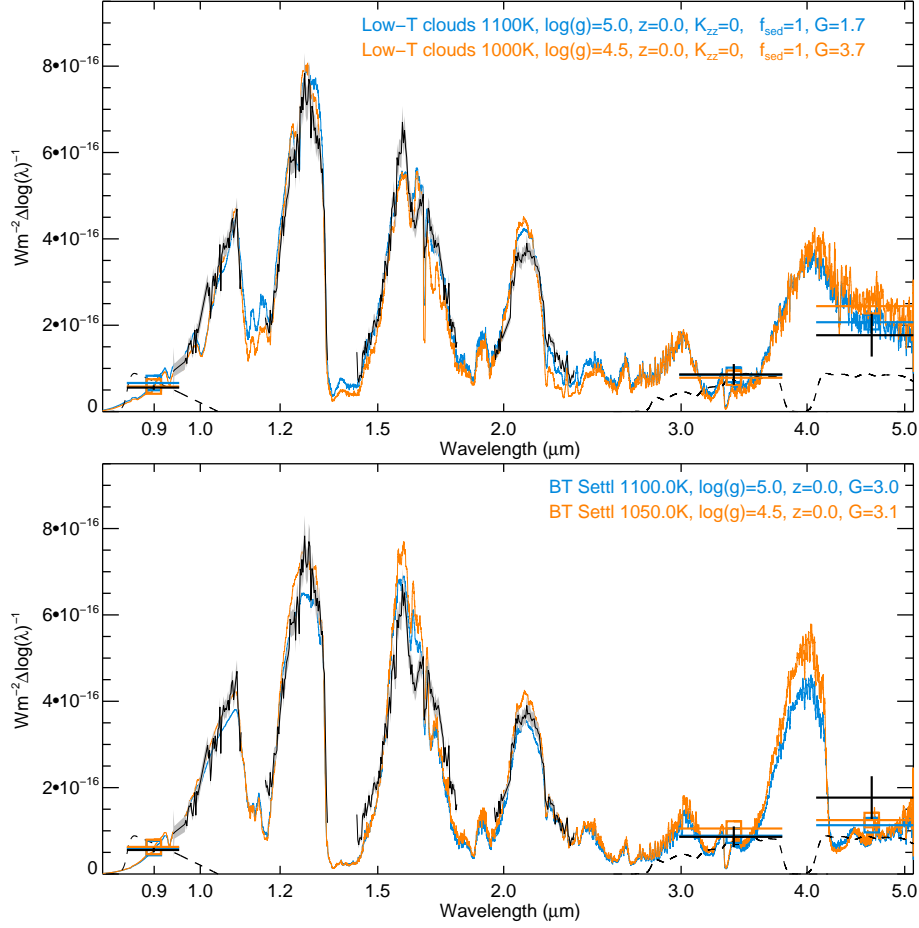 Low-T clouds 1100K, log(g)=5.0, z=0.0, K_zz=0, f_sed=1, G=1.7
Low-T clouds 1000K, log(g)=4.5, z=0.0, K_zz=0, f_sed=1, G=3.7
8•10⁻¹⁶
6•10⁻¹⁶
4•10⁻¹⁶
2•10⁻¹⁶
0
Wm⁻²Δlog(λ)⁻¹
0.9 1.0 1.2 1.5 2.0 3.0 4.0 5.0
Wavelength (μm)
BT Settl 1100.0K, log(g)=5.0, z=0.0, G=3.0
BT Settl 1050.0K, log(g)=4.5, z=0.0, G=3.1
8•10⁻¹⁶
6•10⁻¹⁶
4•10⁻¹⁶
2•10⁻¹⁶
0
Wm⁻²Δlog(λ)⁻¹
0.9 1.0 1.2 1.5 2.0 3.0 4.0 5.0
Wavelength (μm)